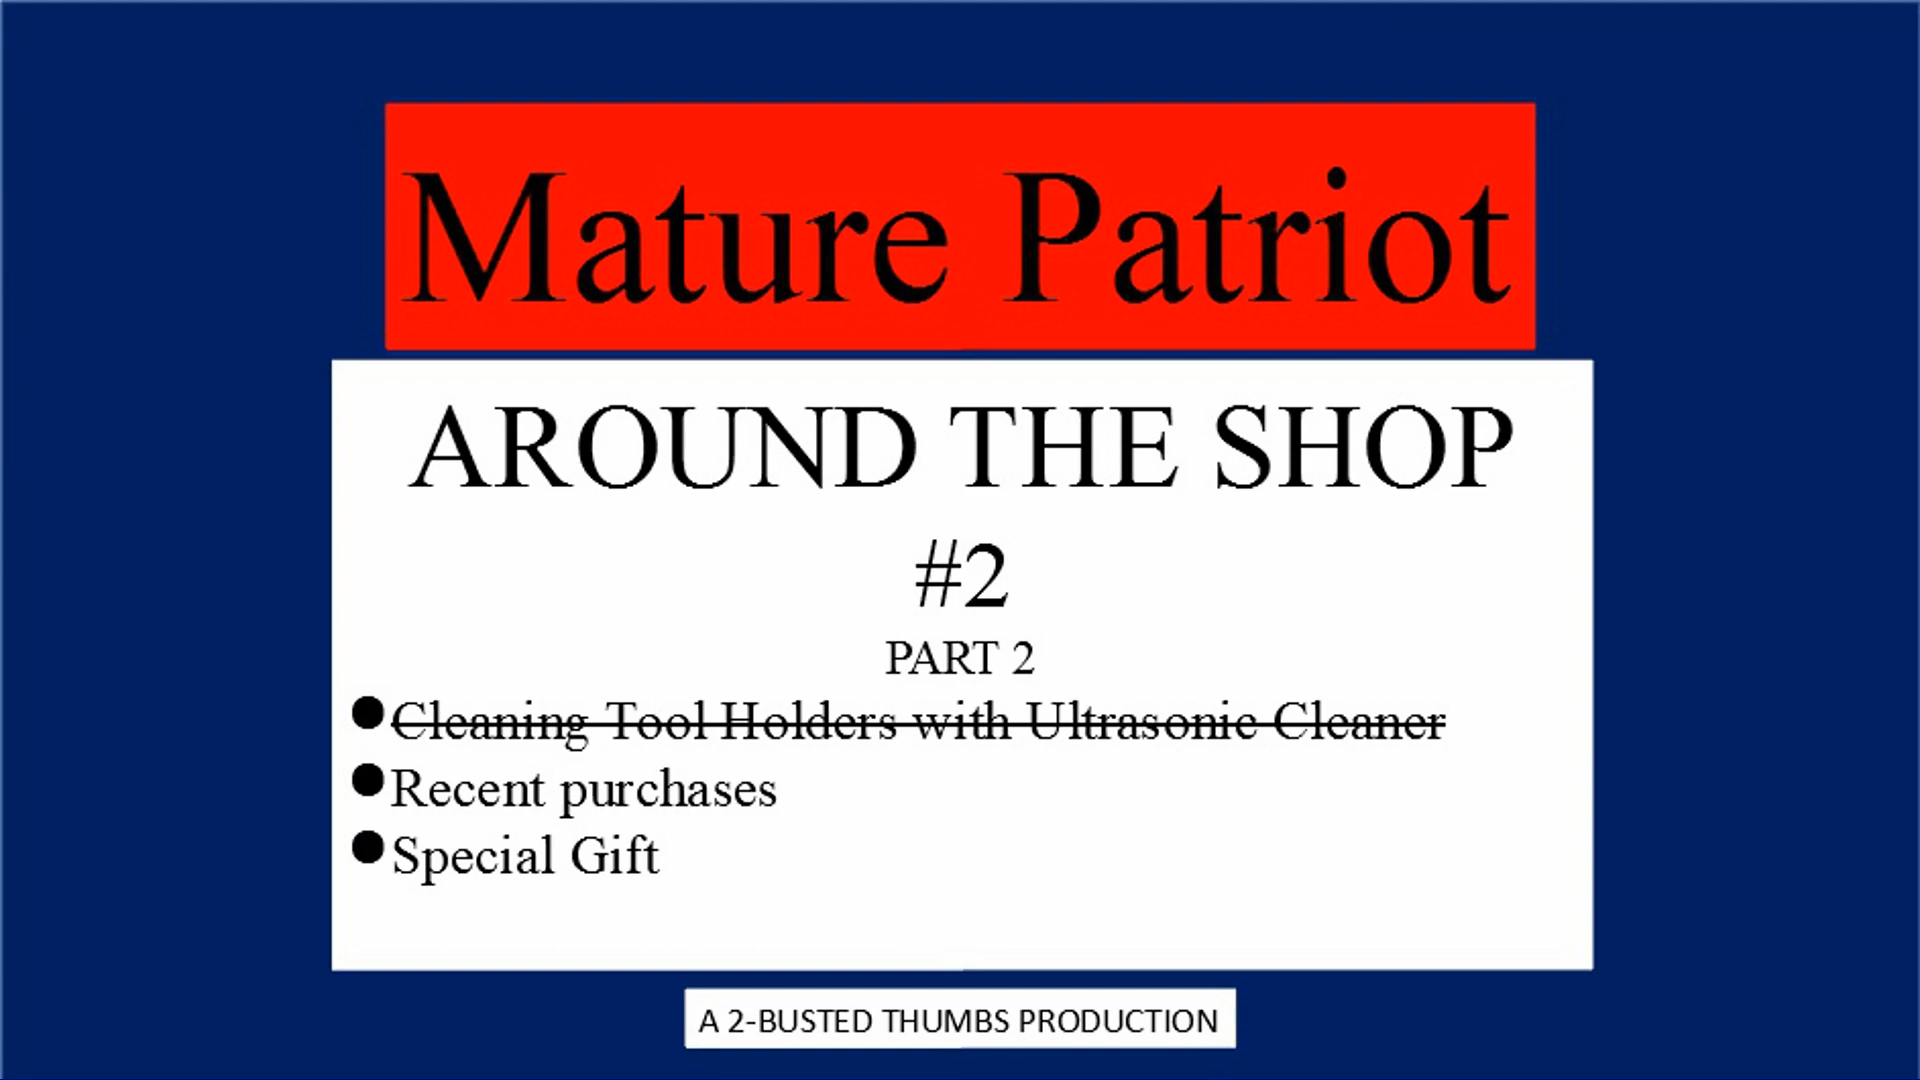 Mature Patriot
AROUND THE SHOP
#2
PART 2
●Cleaning Tool Holders with Ultrasonic Cleaner
●Recent purchases
●Special Gift
A 2-BUSTED THUMBS PRODUCTION